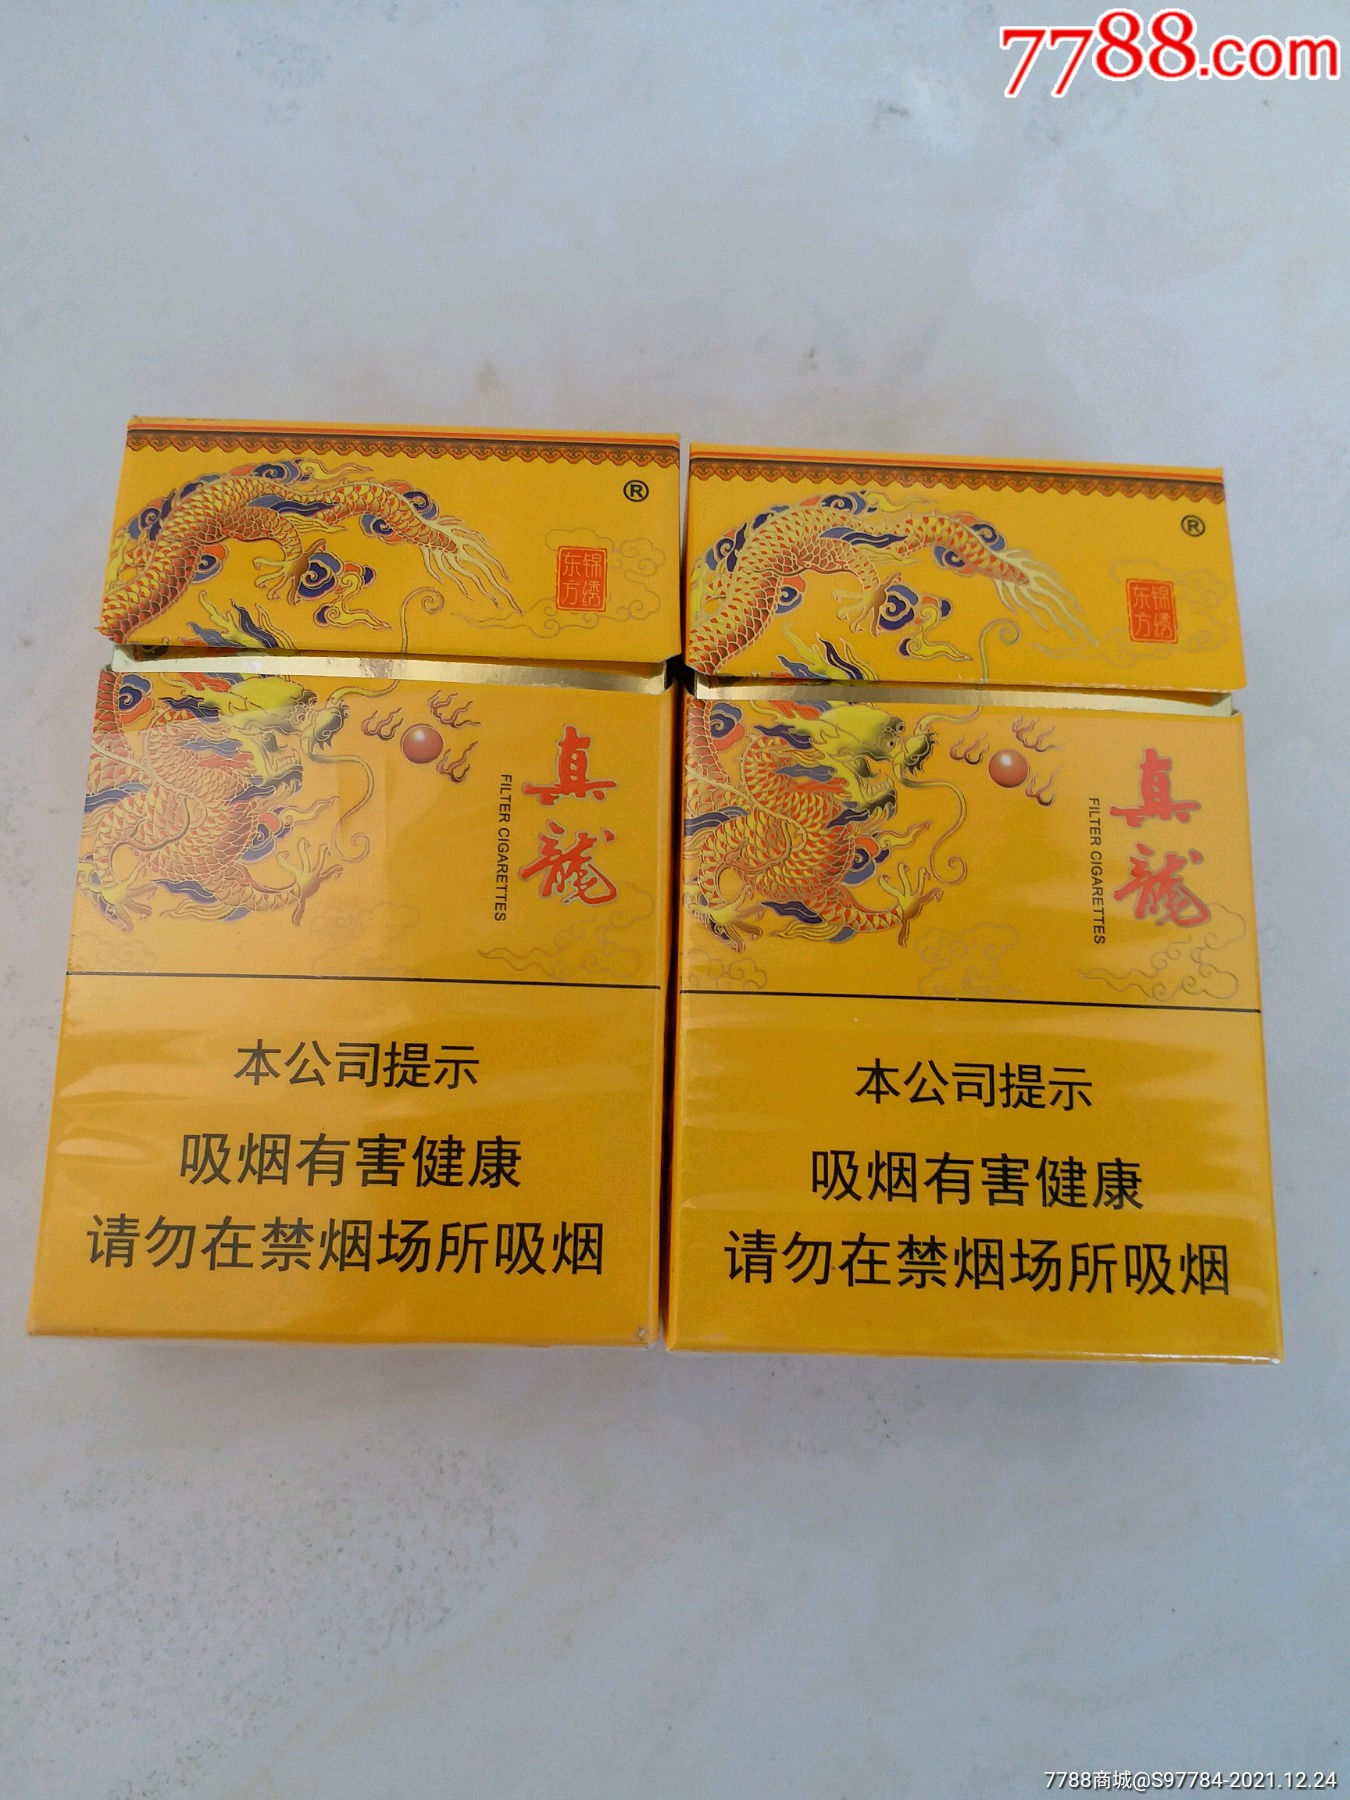 7788.com
®
锦绣
东方
真龍
FILTER CIGARETTES
本公司提示
吸烟有害健康
请勿在禁烟场所吸烟
®
锦绣
东方
真龍
FILTER CIGARETTES
本公司提示
吸烟有害健康
请勿在禁烟场所吸烟
7788商城@S97784-2021.12.24